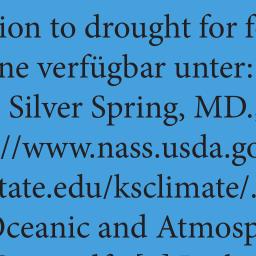 ion to drought for f
ne verfügbar unter:
Silver Spring, MD.,
//www.nass.usda.go
tate.edu/ksclimate/.
Oceanic and Atmosp